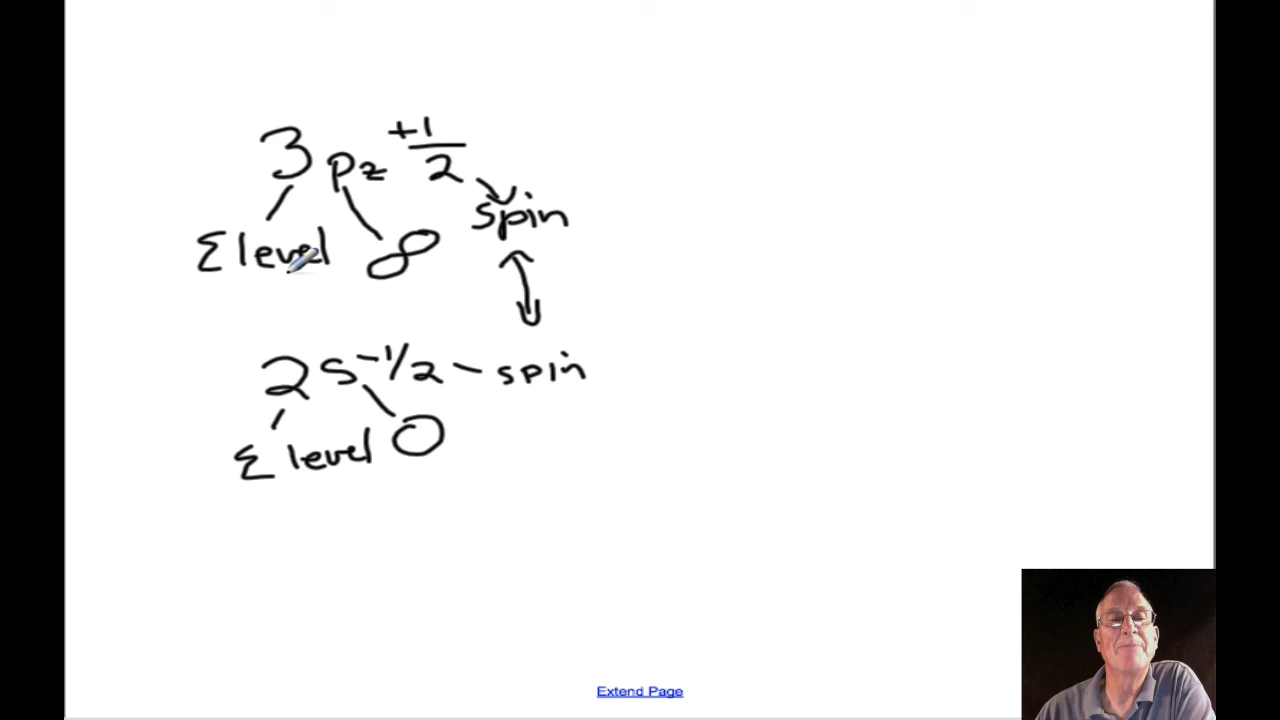 3 pz +1/2
spin
Σ level
2 s -1/2 – spin
Σ level
Extend Page